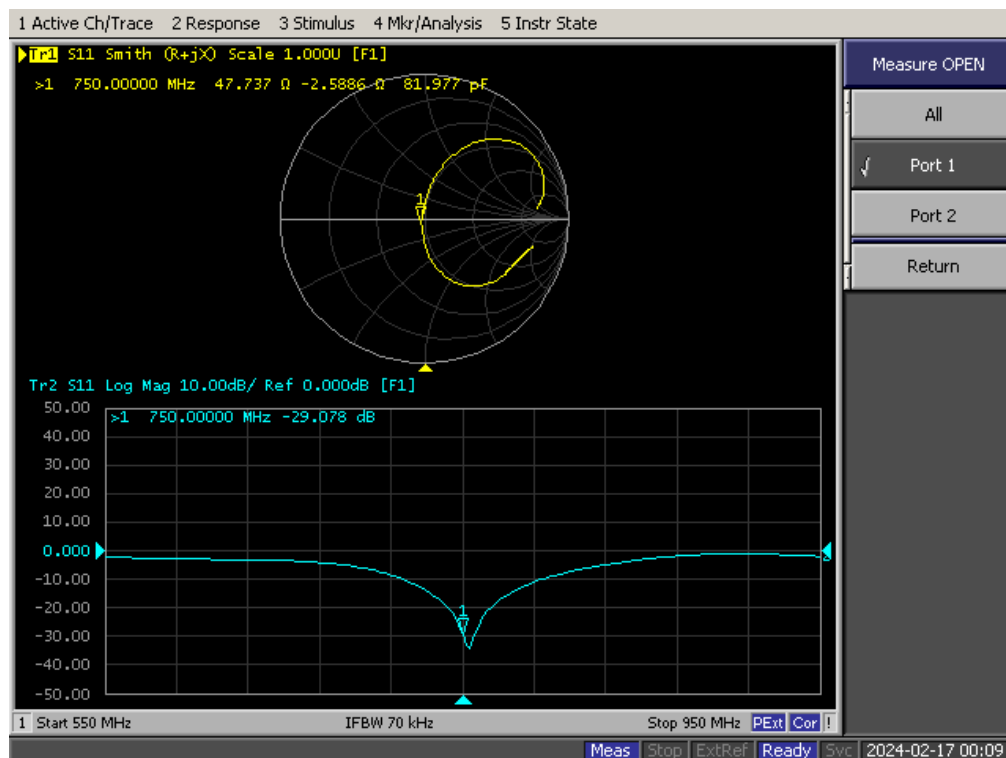 1 Active Ch/Trace 2 Response 3 Stimulus 4 Mkr/Analysis 5 Instr State
Tr1 S11 Smith (R+jX) Scale 1.000U [F1]
>1 750.00000 MHz 47.737 Ω -2.5886 Ω 81.977 pF
1
Tr2 S11 Log Mag 10.00dB/ Ref 0.000dB [F1]
>1 750.00000 MHz -29.078 dB
50.00
40.00
30.00
20.00
10.00
0.000
-10.00
-20.00
-30.00
-40.00
-50.00
1
1 Start 550 MHz IFBW 70 kHz Stop 950 MHz PExt Cor !
Meas Stop ExtRef Ready Svc 2024-02-17 00:09
Measure OPEN
All
√ Port 1
Port 2
Return